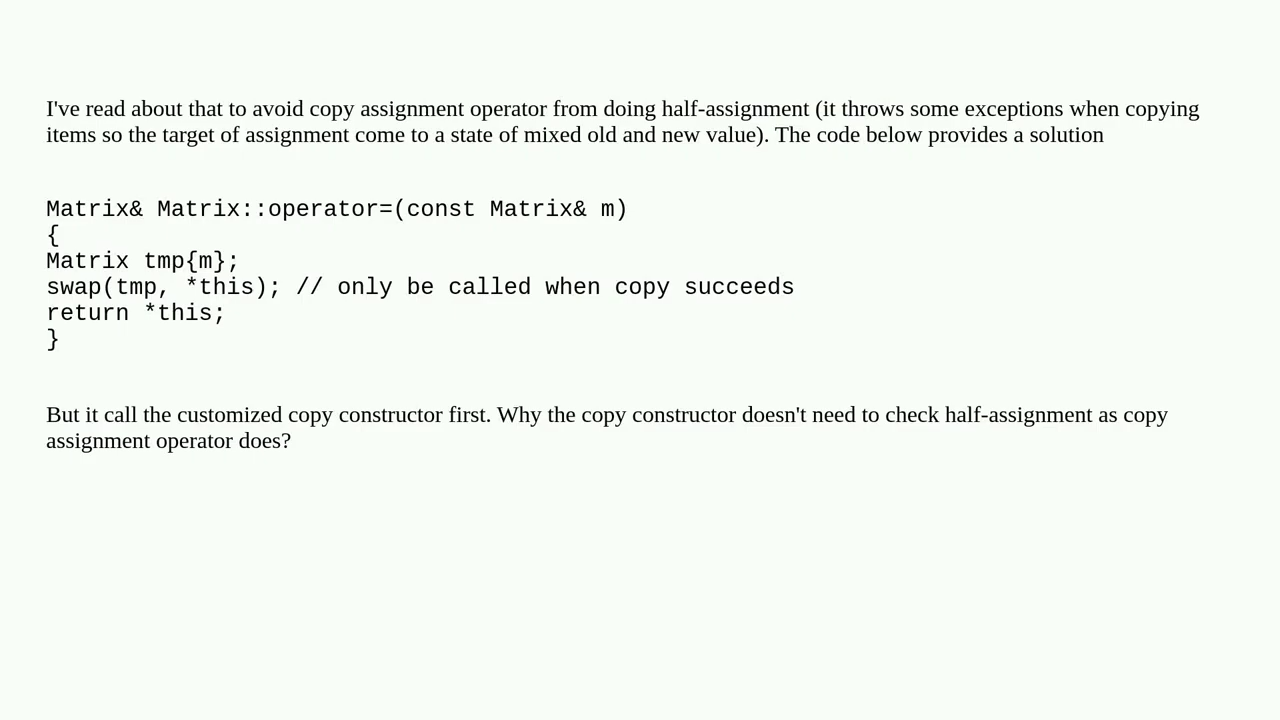 I've read about that to avoid copy assignment operator from doing half-assignment (it throws some exceptions when copying
items so the target of assignment come to a state of mixed old and new value). The code below provides a solution
Matrix& Matrix::operator=(const Matrix& m)
{
Matrix tmp{m};
swap(tmp, *this); // only be called when copy succeeds
return *this;
}
But it call the customized copy constructor first. Why the copy constructor doesn't need to check half-assignment as copy
assignment operator does?